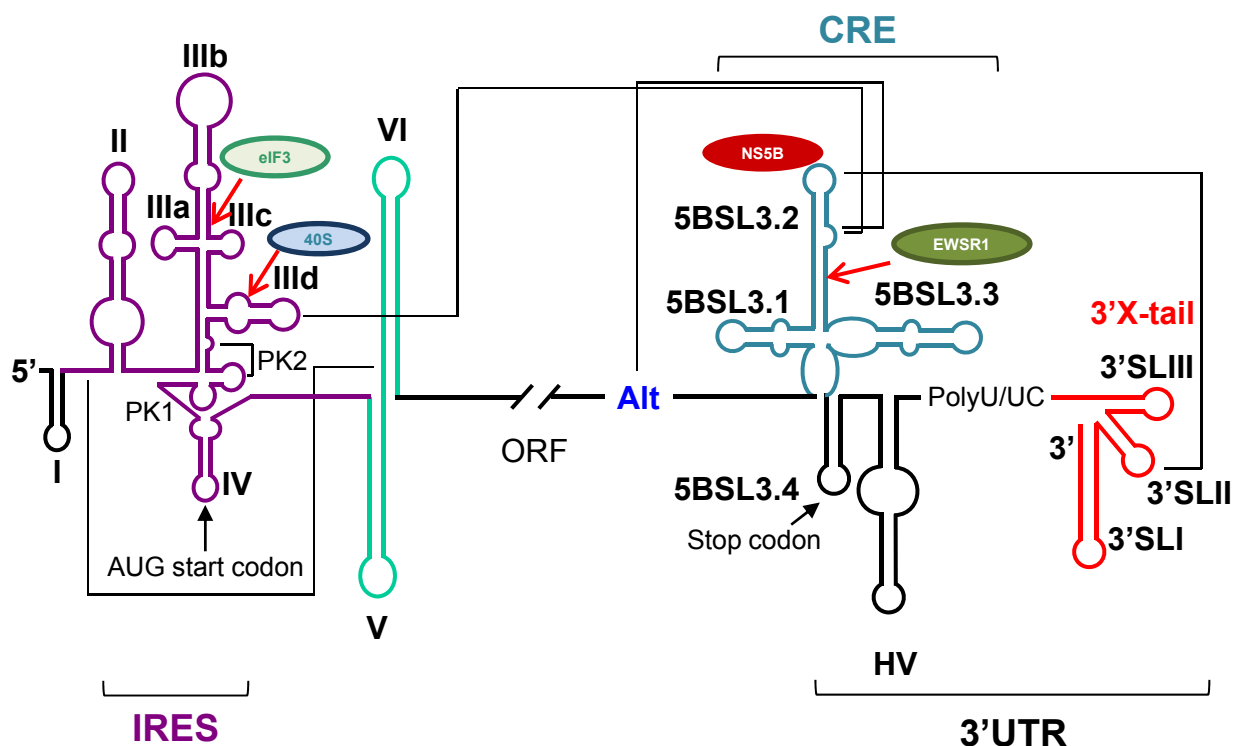 CRE
IIIb
VI
II
eIF3
NS5B
IIIa
IIIc
5BSL3.2
40S
EWSR1
IIId
5BSL3.1
5BSL3.3
3’X-tail
PK2
3’SLIII
5’
PK1
Alt
PolyU/UC
ORF
3’
I
IV
5BSL3.4
3’SLII
Stop codon
3’SLI
AUG start codon
V
HV
IRES
3’UTR